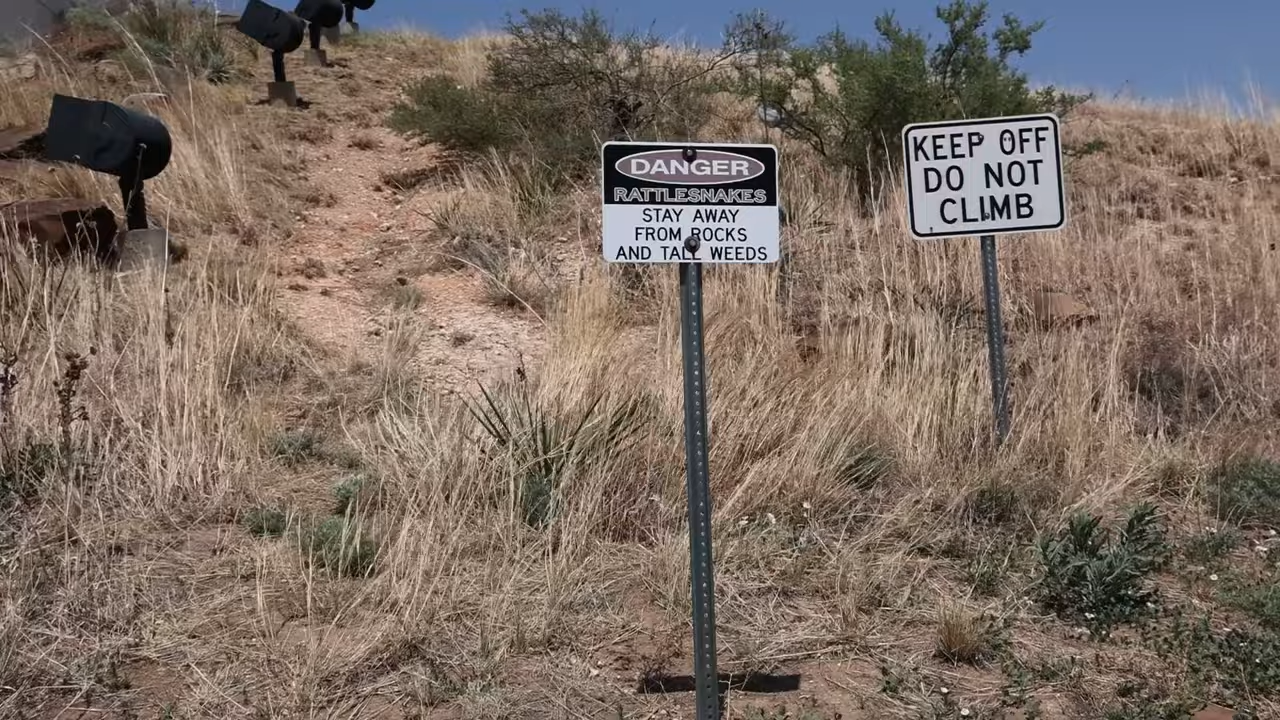 DANGER
RATTLESNAKES
STAY AWAY
FROM ROCKS
AND TALL WEEDS
KEEP OFF
DO NOT
CLIMB